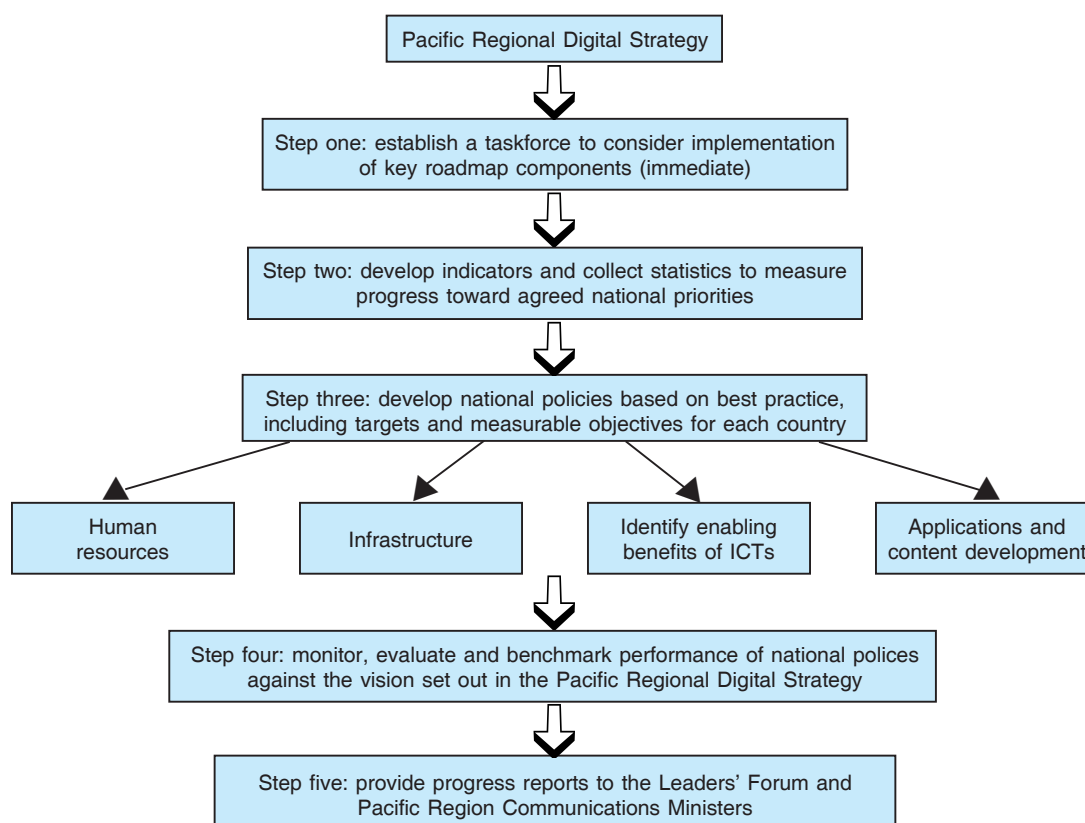 Pacific Regional Digital Strategy
Step one: establish a taskforce to consider implementation
of key roadmap components (immediate)
Step two: develop indicators and collect statistics to measure
progress toward agreed national priorities
Step three: develop national policies based on best practice,
including targets and measurable objectives for each country
Human
resources
Infrastructure
Identify enabling
benefits of ICTs
Applications and
content development
Step four: monitor, evaluate and benchmark performance of national polices
against the vision set out in the Pacific Regional Digital Strategy
Step five: provide progress reports to the Leaders’ Forum and
Pacific Region Communications Ministers